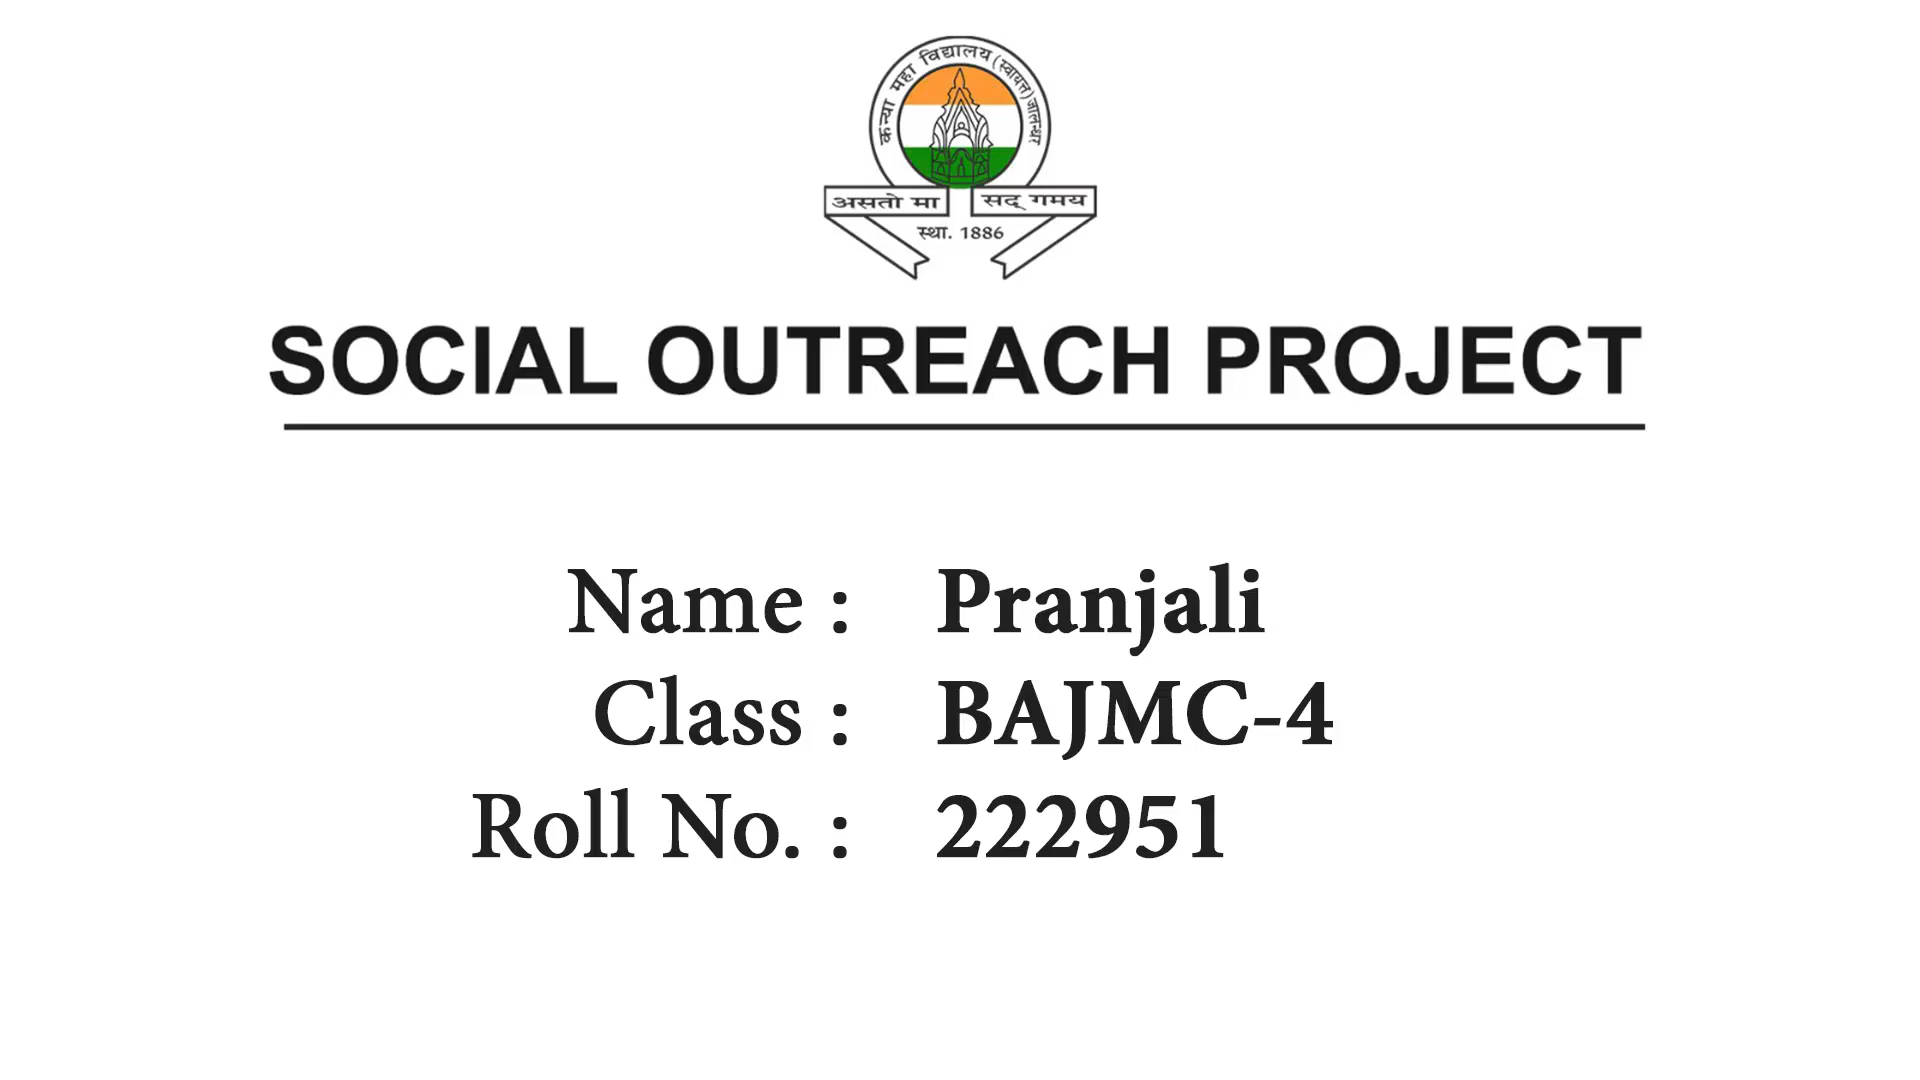 कन्या महा विद्यालय (स्वायत्त) जालन्धर
असतो मा सद् गमय
स्था. 1886
SOCIAL OUTREACH PROJECT
Name : Pranjali
Class : BAJMC-4
Roll No. : 222951